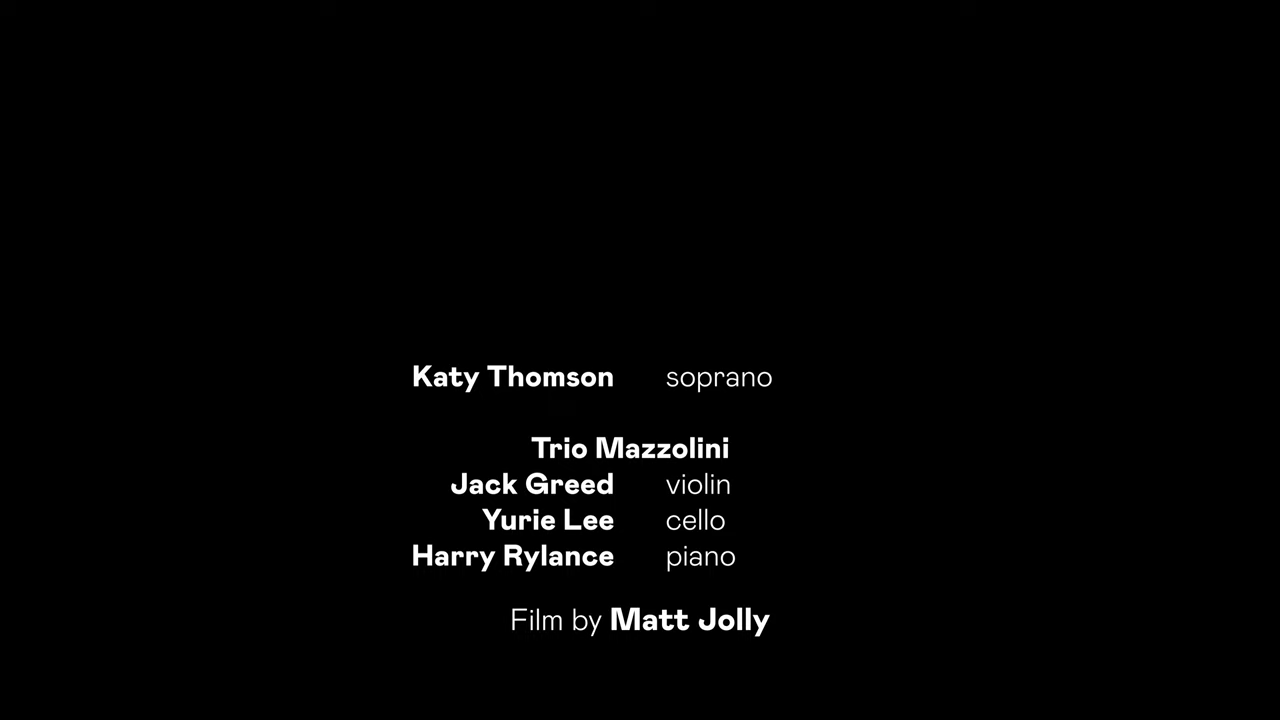 Katy Thomson soprano
Trio Mazzolini
Jack Greed violin
Yurie Lee cello
Harry Rylance piano
Film by Matt Jolly